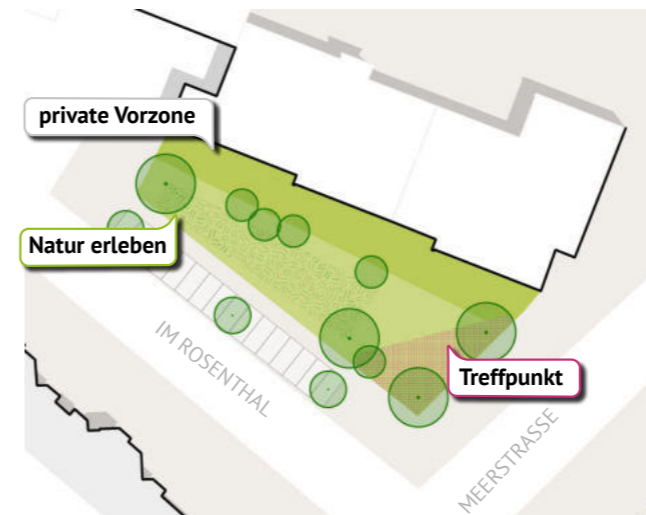 private Vorzone
Natur erleben
IM ROSENTHAL
Treffpunkt
MEERSTRASSE